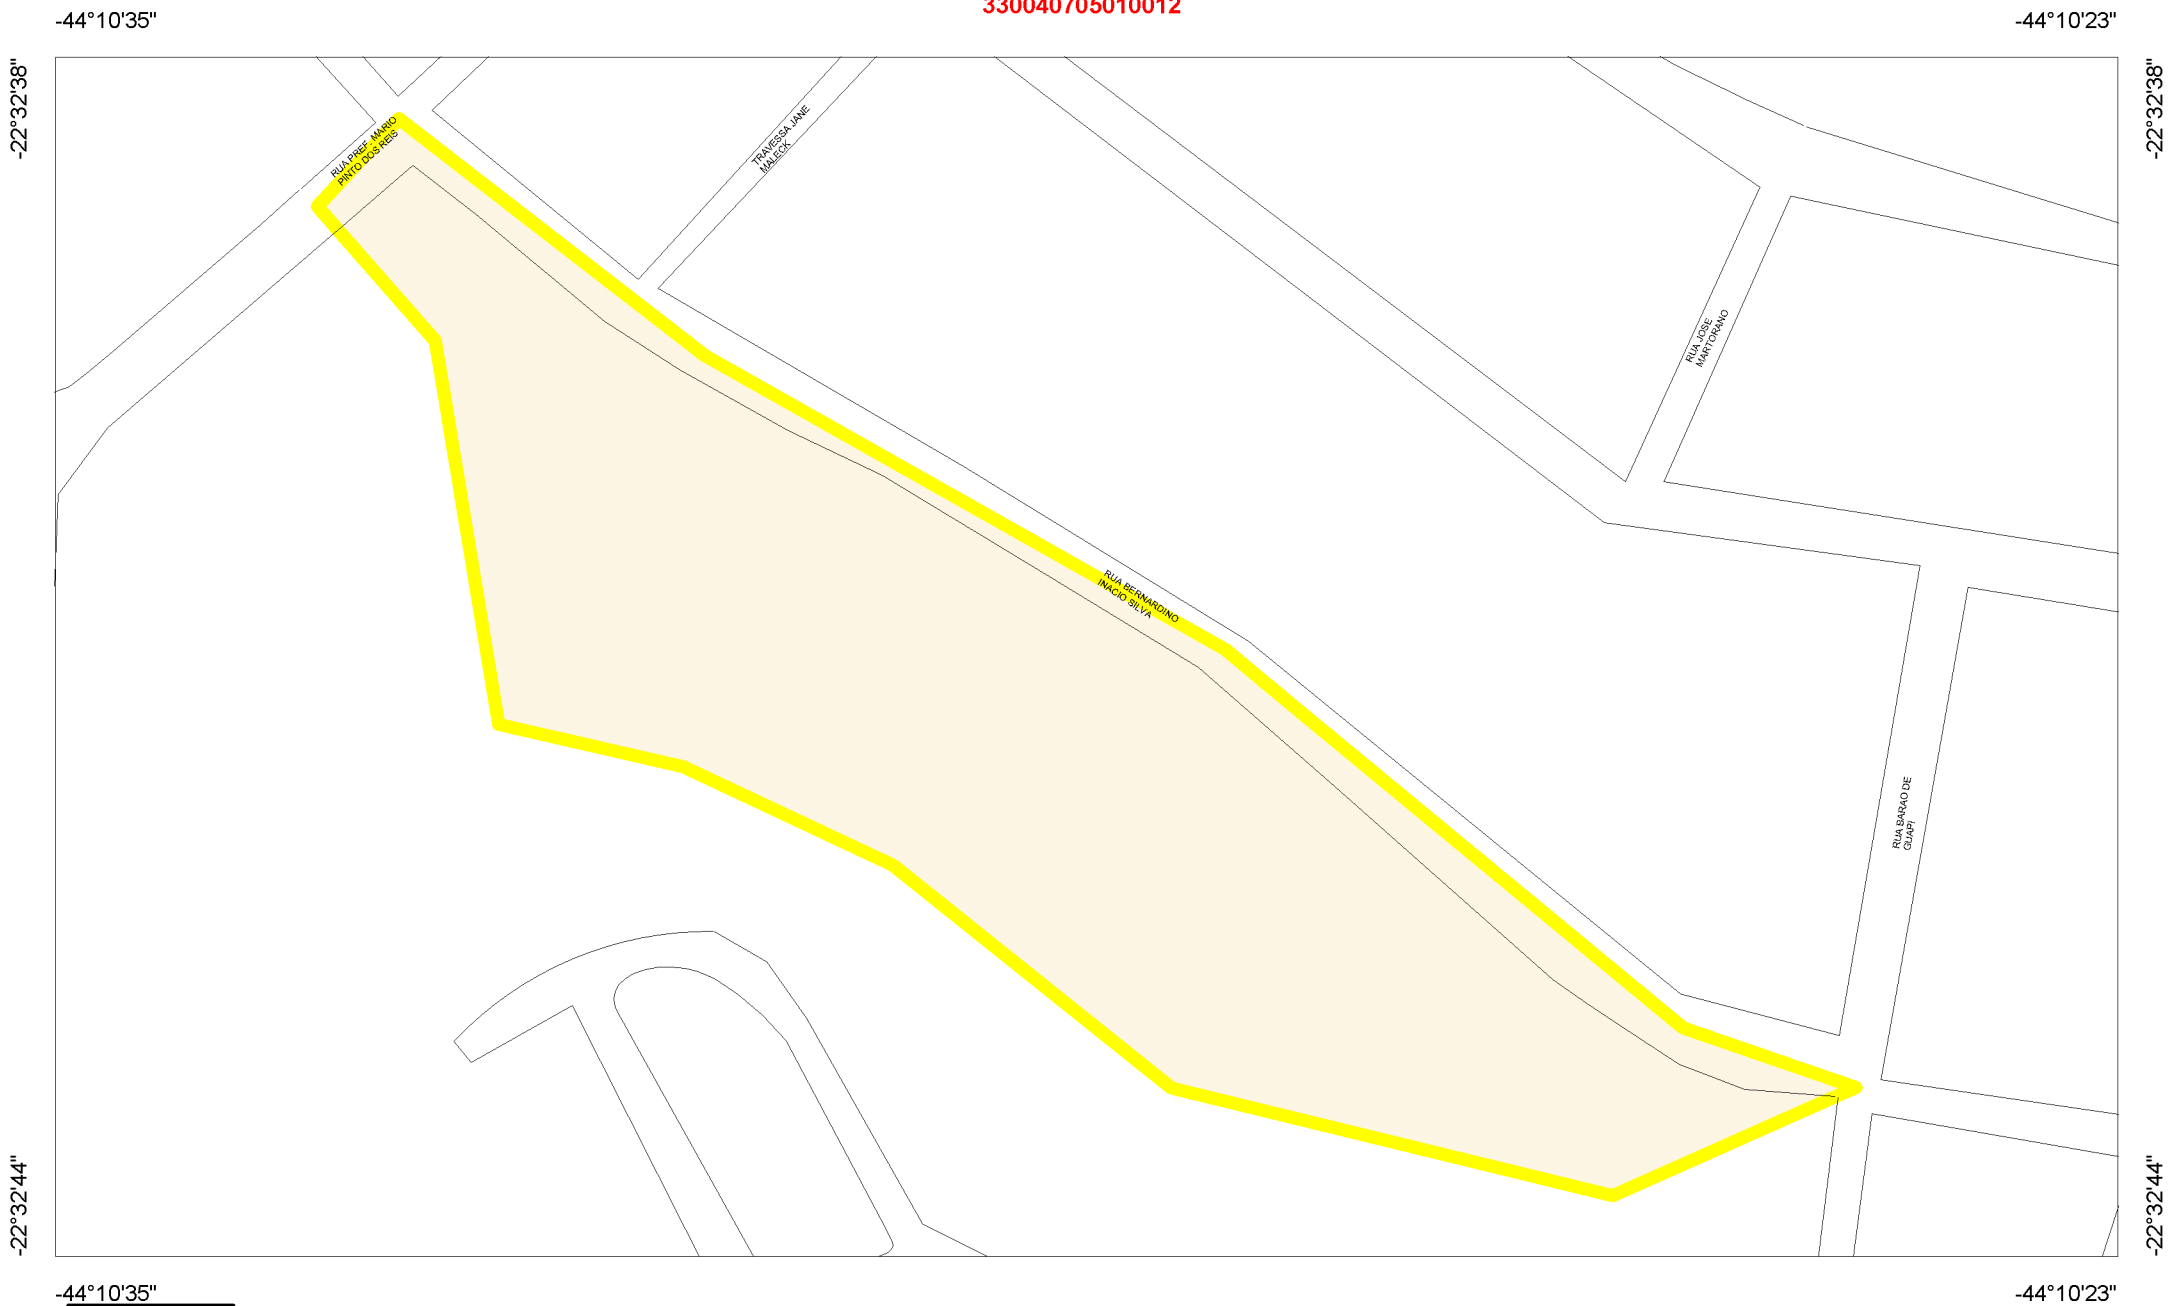 330040705010012
-44°10'35"
-44°10'23"
-22°32'38"
-22°32'38"
RUA PREF. MARIO
PINTO DOS REIS
TRAVESSA JANE
MALECK
RUA JOSE
MARTORANO
RUA BERNARDINO
INACIO SILVA
RUA BARAO DE
GUAPI
-22°32'44"
-22°32'44"
-44°10'35"
-44°10'23"